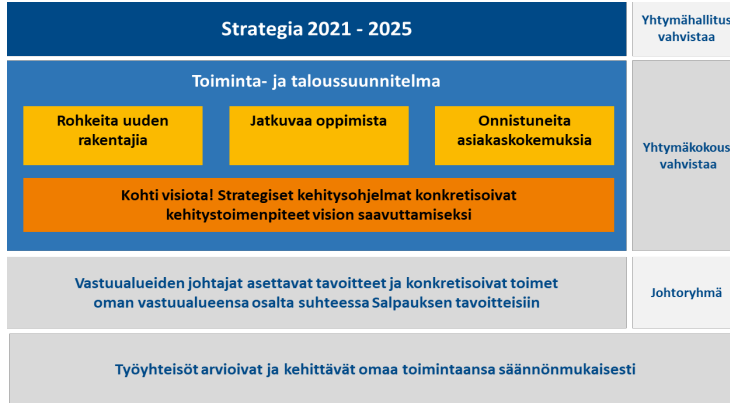 Strategia 2021 - 2025
Yhtymähallitus
vahvistaa
Toiminta- ja taloussuunnitelma
Rohkeita uuden
rakentajia
Jatkuvaa oppimista
Onnistuneita
asiakaskokemuksia
Kohti visiota! Strategiset kehitysohjelmat konkretisoivat
kehitystoimenpiteet vision saavuttamiseksi
Yhtymäkokous
vahvistaa
Vastuualueiden johtajat asettavat tavoitteet ja konkretisoivat toimet
oman vastuualueensa osalta suhteessa Salpauksen tavoitteisiin
Johtoryhmä
Työyhteisöt arvioivat ja kehittävät omaa toimintaansa säännönmukaisesti